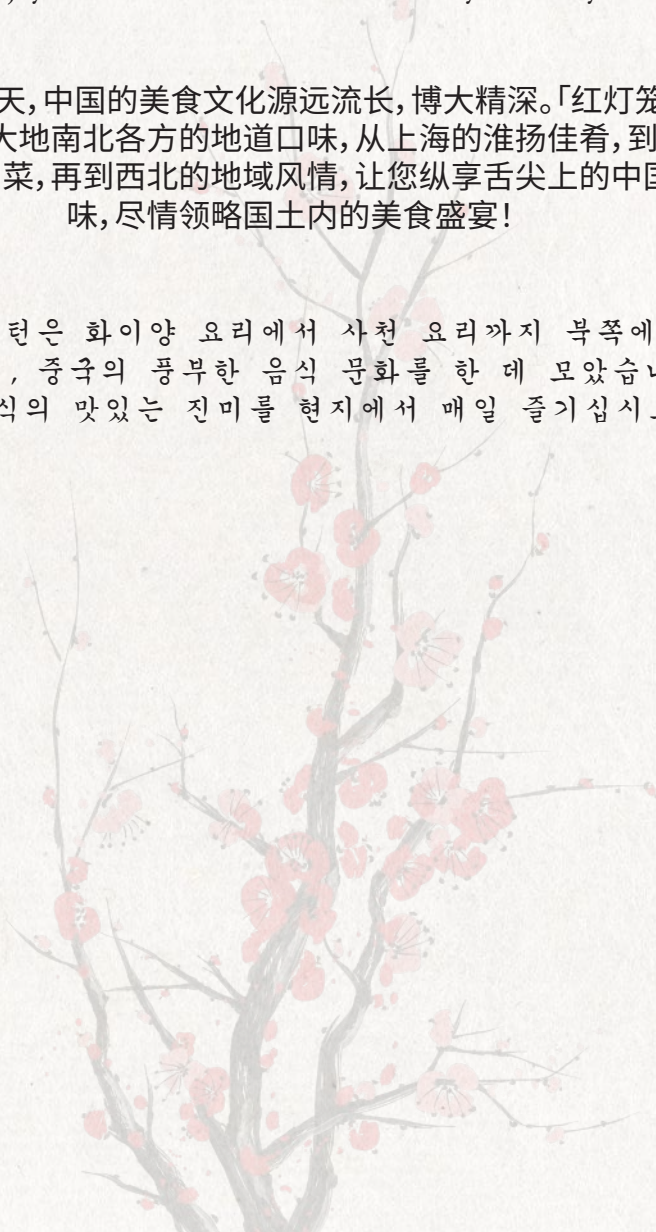 天，中国的美食文化源远流长，博大精深。「红灯笼
大地南北各方的地道口味，从上海的淮扬佳肴，到
菜，再到西北的地域风情，让您纵享舌尖上的中国
味，尽情领略国土内的美食盛宴！
턴은 화이양 요리에서 사천 요리까지 북쪽에
, 중국의 풍부한 음식 문화를 한 데 모았습니
식의 맛있는 진미를 현지에서 매일 즐기십시